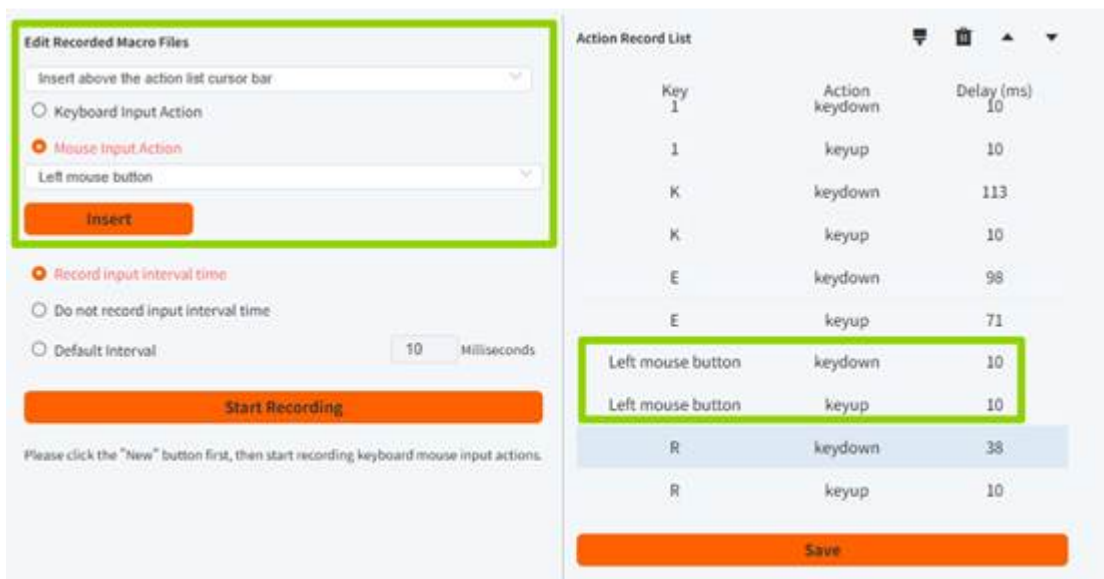 Edit Recorded Macro Files
Insert above the action list cursor bar
Keyboard Input Action
Mouse Input Action
Left mouse button
Insert
Record input interval time
Do not record input interval time
Default Interval 10 Milliseconds
Start Recording
Please click the "New" button first, then start recording keyboard mouse input actions.
Action Record List
Key Action Delay (ms)
1 keydown 10
1 keyup 10
K keydown 113
K keyup 10
E keydown 98
E keyup 71
Left mouse button keydown 10
Left mouse button keyup 10
R keydown 38
R keyup 10
Save